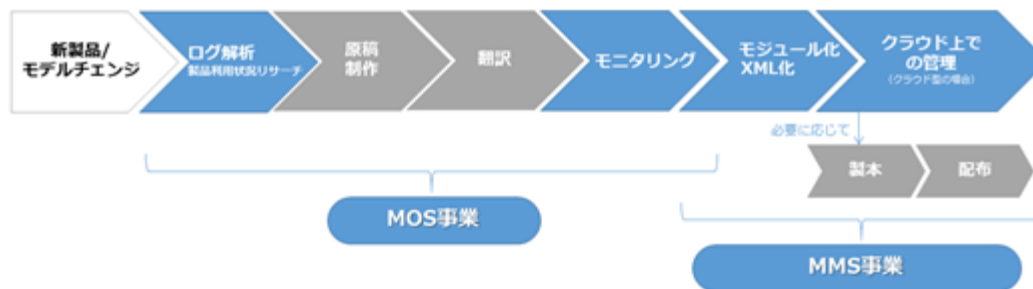 新製品/
モデルチェンジ
ログ解析
製品利用状況リサーチ
原稿
制作
翻訳
モニタリング
モジュール化
XML化
クラウド上で
の管理
(クラウド型の場合)
必要に応じて
製本
配布
MOS事業
MMS事業